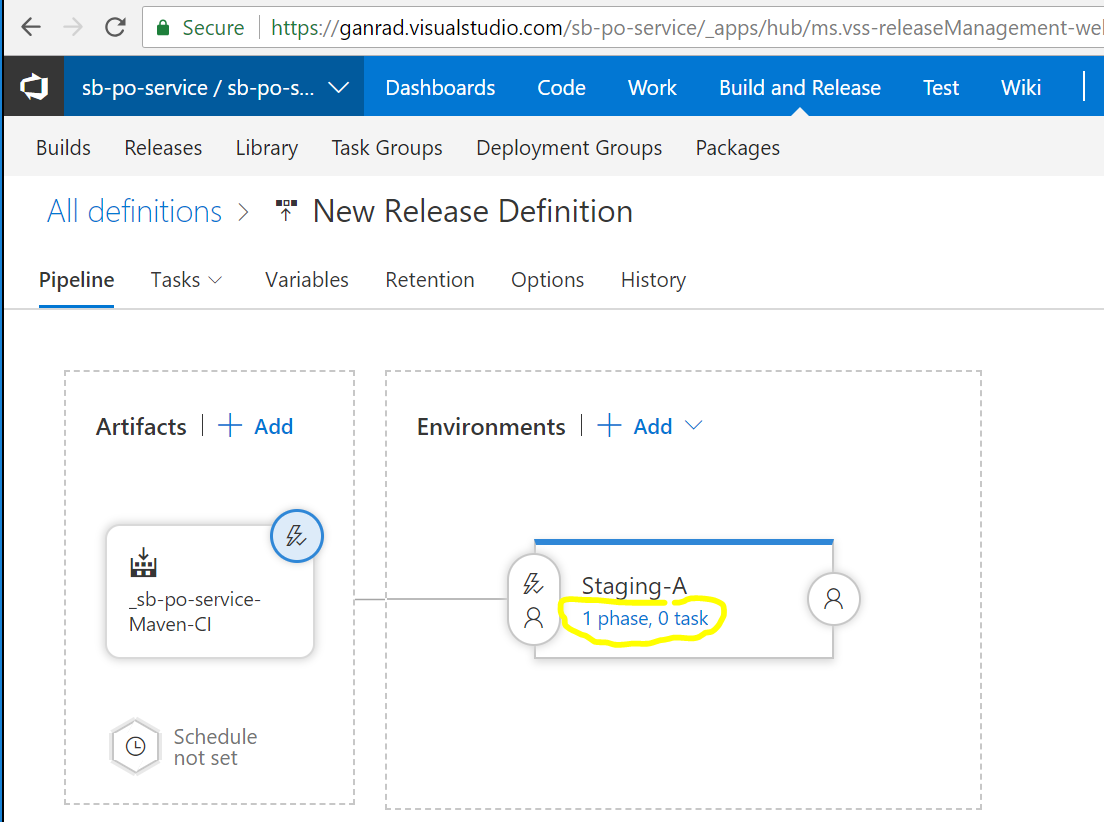 Secure https://ganrad.visualstudio.com/sb-po-service/_apps/hub/ms.vss-releaseManagement-we
sb-po-service / sb-po-s... Dashboards Code Work Build and Release Test Wiki
Builds Releases Library Task Groups Deployment Groups Packages
All definitions > New Release Definition
Pipeline Tasks Variables Retention Options History
Artifacts | + Add
Environments | + Add
_sb-po-service-
Maven-CI
Staging-A
1 phase, 0 task
Schedule
not set